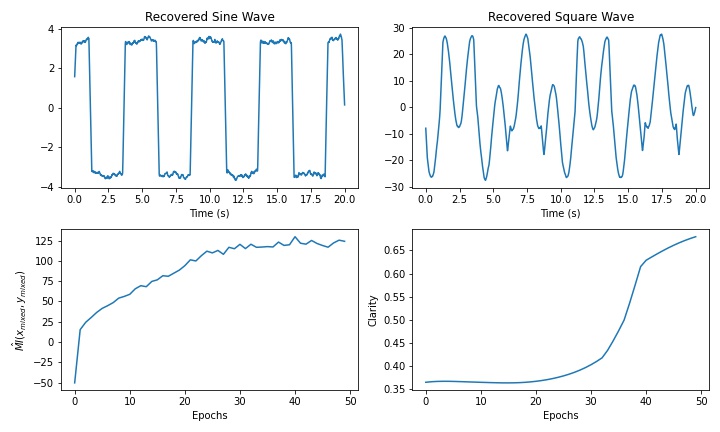 Recovered Sine Wave
4
2
0
−2
−4
0.0 2.5 5.0 7.5 10.0 12.5 15.0 17.5 20.0
Time (s)
Recovered Square Wave
30
20
10
0
−10
−20
−30
0.0 2.5 5.0 7.5 10.0 12.5 15.0 17.5 20.0
Time (s)
M̂I(x_mixed, y_mixed)
125
100
75
50
25
0
−25
−50
0 10 20 30 40 50
Epochs
Clarity
0.65
0.60
0.55
0.50
0.45
0.40
0.35
0 10 20 30 40 50
Epochs